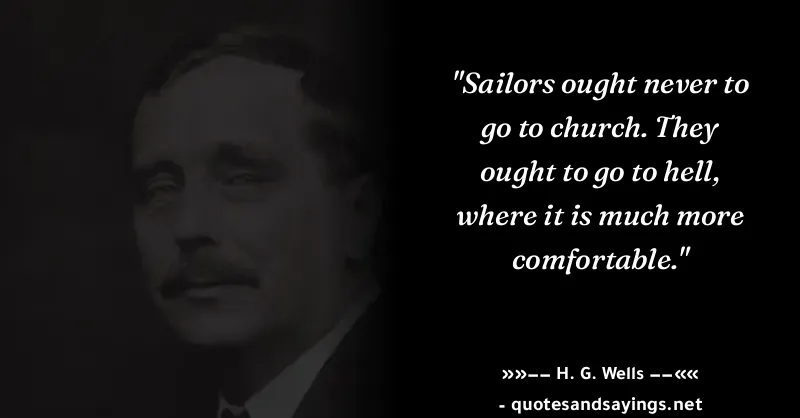 "Sailors ought never to
go to church. They
ought to go to hell,
where it is much more
comfortable."
»»−− H. G. Wells −−««
- quotesandsayings.net